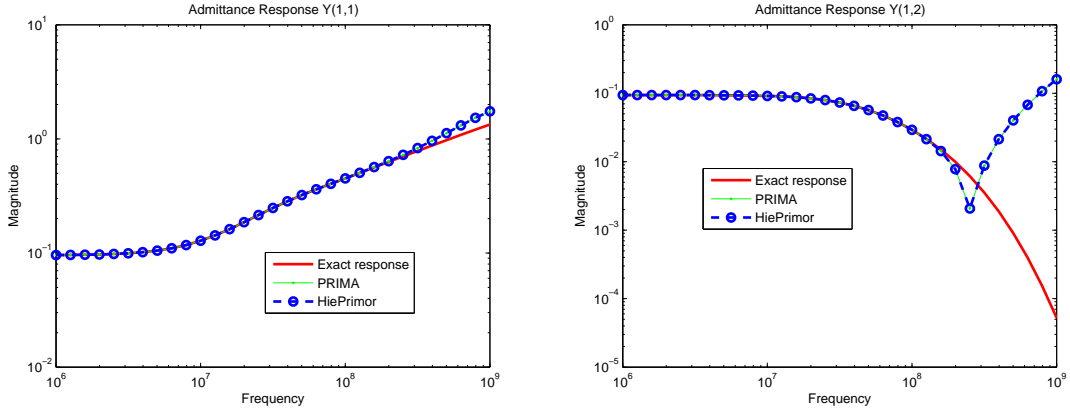 Admittance Response Y(1,1)
Magnitude
10^1
10^0
10^−1
10^−2
10^6
10^7
10^8
10^9
Frequency
Exact response
PRIMA
HiePrimor
Admittance Response Y(1,2)
Magnitude
10^0
10^−1
10^−2
10^−3
10^−4
10^−5
10^6
10^7
10^8
10^9
Frequency
Exact response
PRIMA
HiePrimor